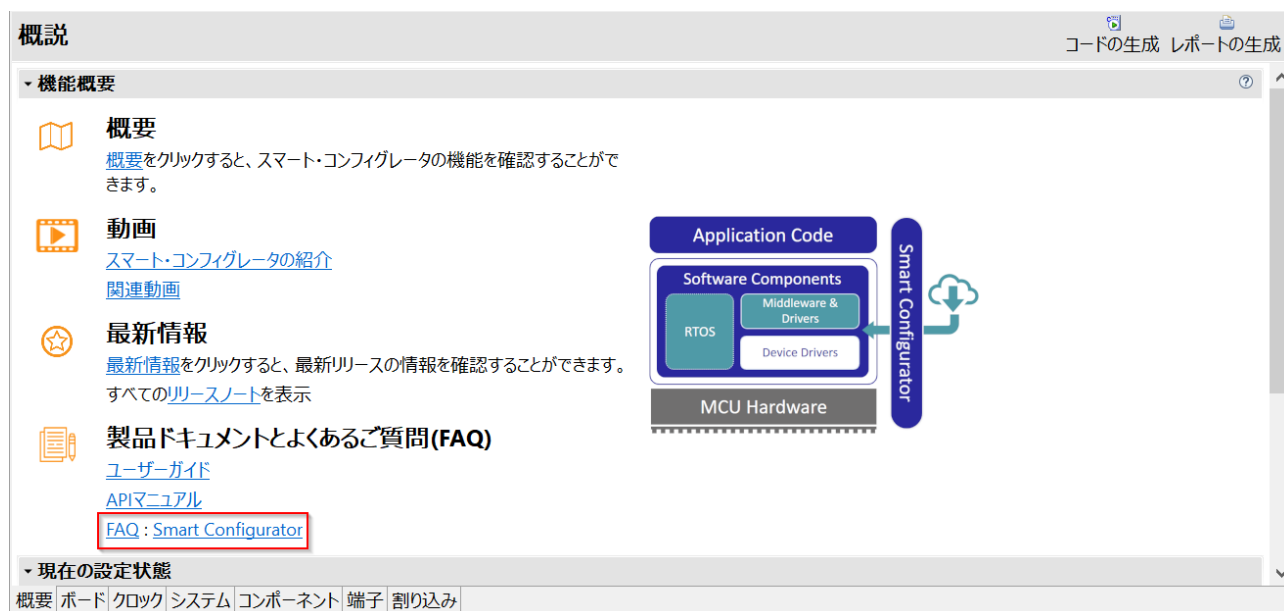 概説
コードの生成 レポートの生成
機能概要
概要
概要をクリックすると、スマート・コンフィグレータの機能を確認することがで
きます。
動画
スマート・コンフィグレータの紹介
関連動画
最新情報
最新情報をクリックすると、最新リリースの情報を確認することができます。
すべてのリリースノートを表示
製品ドキュメントとよくあるご質問(FAQ)
ユーザーガイド
APIマニュアル
FAQ : Smart Configurator
Application Code
Software Components
RTOS
Middleware &
Drivers
Device Drivers
MCU Hardware
Smart Configurator
現在の設定状態
概要 ボード クロック システム コンポーネント 端子 割り込み